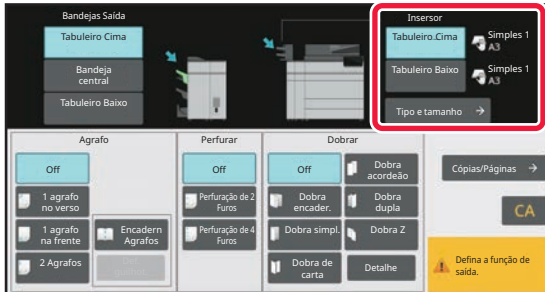 Bandejas Saída
Tabuleiro Cima
Bandeja
central
Tabuleiro Baixo
Insersor
Tabuleiro Cima
Simples 1
A3
Tabuleiro Baixo
Simples 1
A3
Tipo e tamanho
Agrafo
Off
1 agrafo
no verso
1 agrafo
na frente
2 Agrafos
Encadern
Agrafos
Perfurar
Off
Perfuração de 2
Furos
Perfuração de 4
Furos
Dobrar
Off
Dobra
acordeão
Dobra
encader.
Dobra
dupla
Dobra simpl.
Dobra Z
Dobra de
carta
Detalhe
Cópias/Páginas
CA
Defina a função de
saída.